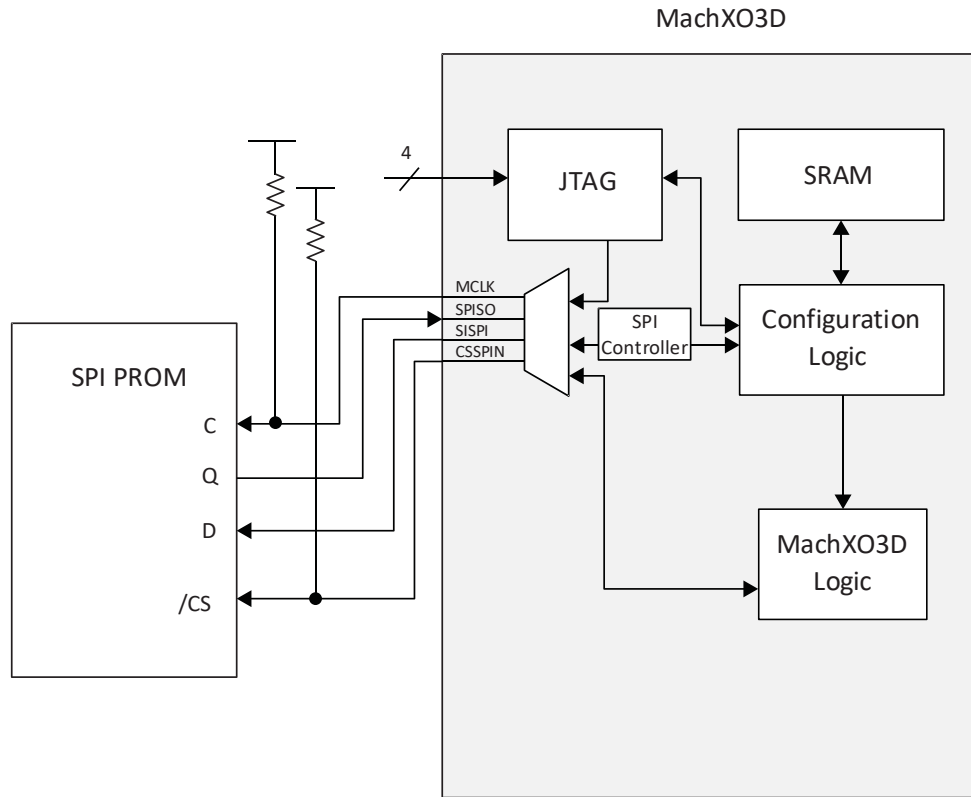 MachXO3D
4
JTAG
SRAM
MCLK
SPISO
SISPI
CSSPIN
SPI
Controller
Configuration
Logic
SPI PROM
C
Q
D
/CS
MachXO3D
Logic